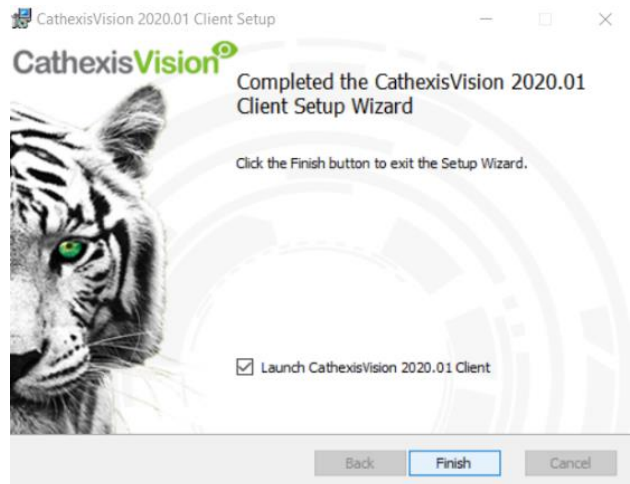 CathexisVision 2020.01 Client Setup
CathexisVision
Completed the CathexisVision 2020.01
Client Setup Wizard
Click the Finish button to exit the Setup Wizard.
Launch CathexisVision 2020.01 Client
Back Finish Cancel